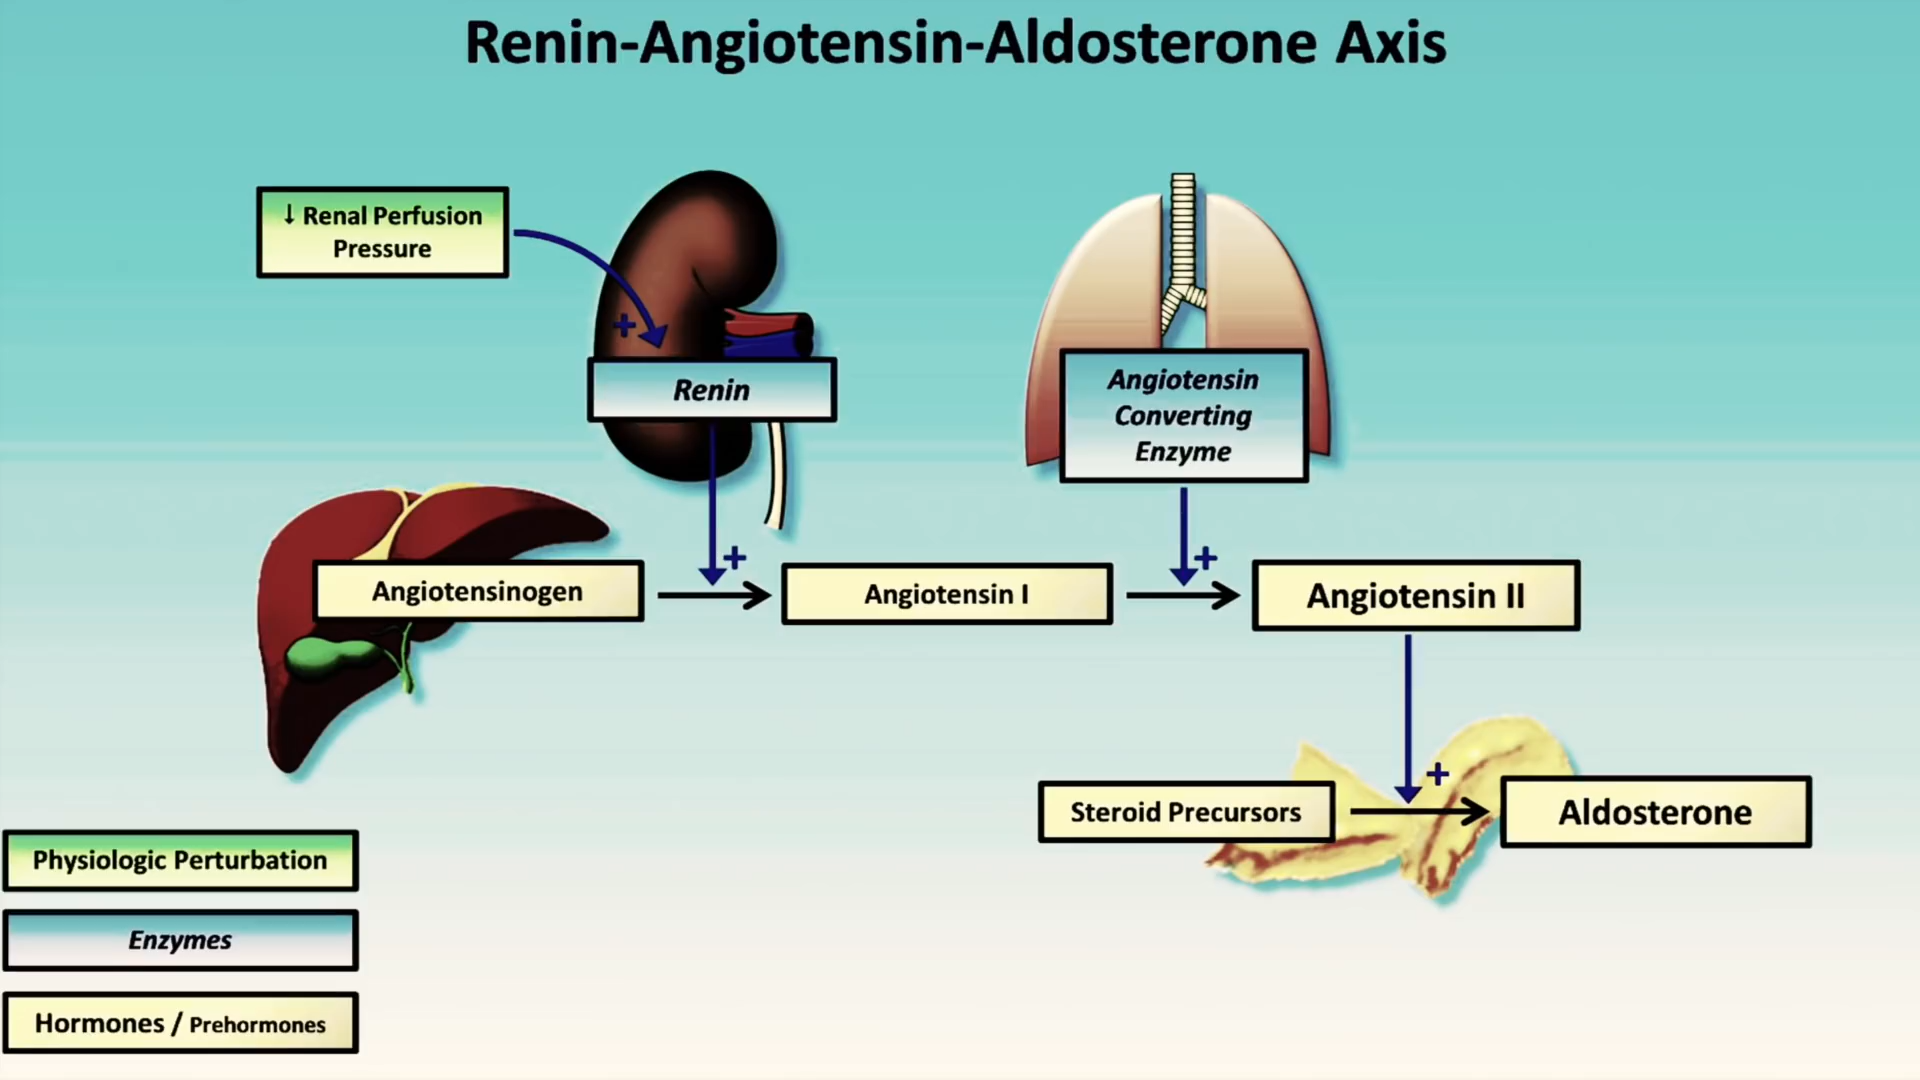 Renin-Angiotensin-Aldosterone Axis
↓ Renal Perfusion
Pressure
+
Renin
Angiotensin
Converting
Enzyme
+
+
Angiotensinogen
Angiotensin I
Angiotensin II
+
Steroid Precursors
Aldosterone
Physiologic Perturbation
Enzymes
Hormones / Prehormones